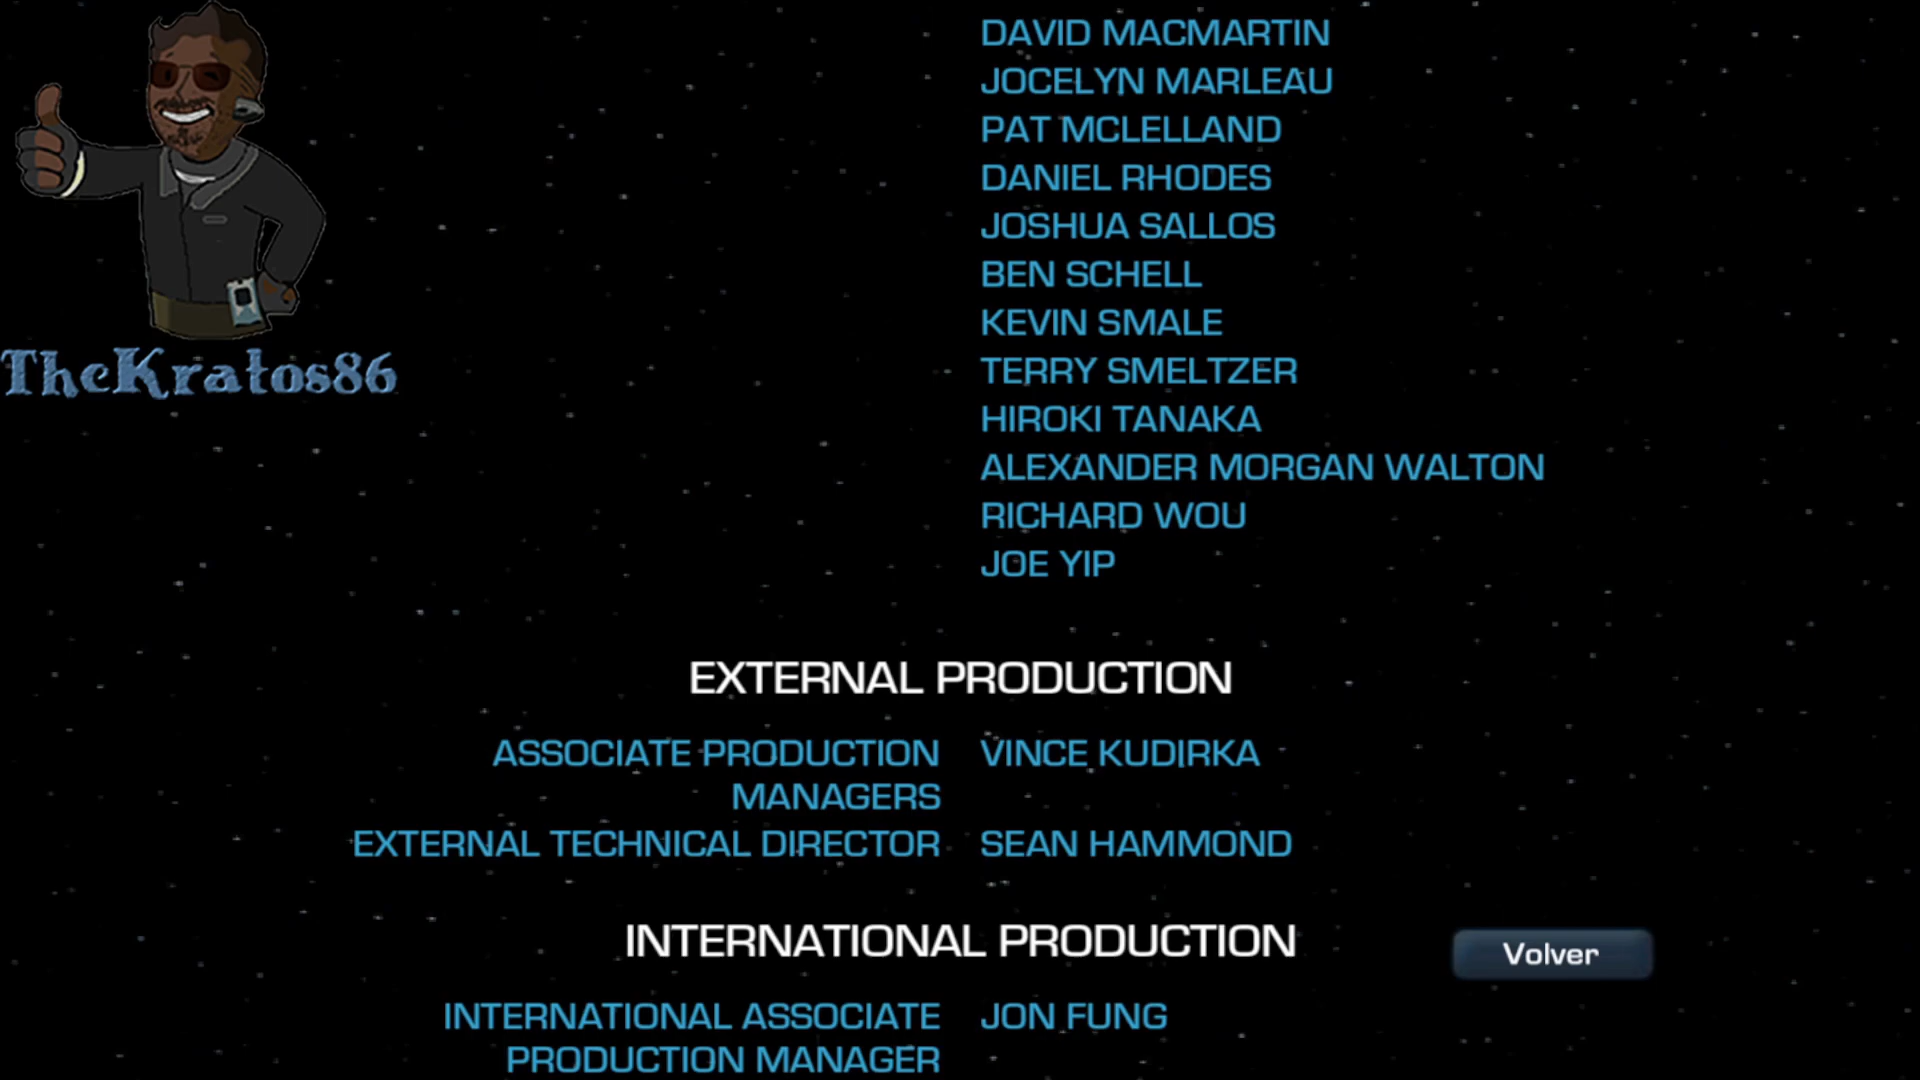 DAVID MACMARTIN
JOCELYN MARLEAU
PAT MCLELLAND
DANIEL RHODES
JOSHUA SALLOS
BEN SCHELL
KEVIN SMALE
TERRY SMELTZER
TheKratos86
HIROKI TANAKA
ALEXANDER MORGAN WALTON
RICHARD WOU
JOE YIP
EXTERNAL PRODUCTION
ASSOCIATE PRODUCTION VINCE KUDIRKA
MANAGERS
EXTERNAL TECHNICAL DIRECTOR SEAN HAMMOND
INTERNATIONAL PRODUCTION
Volver
INTERNATIONAL ASSOCIATE JON FUNG
PRODUCTION MANAGER